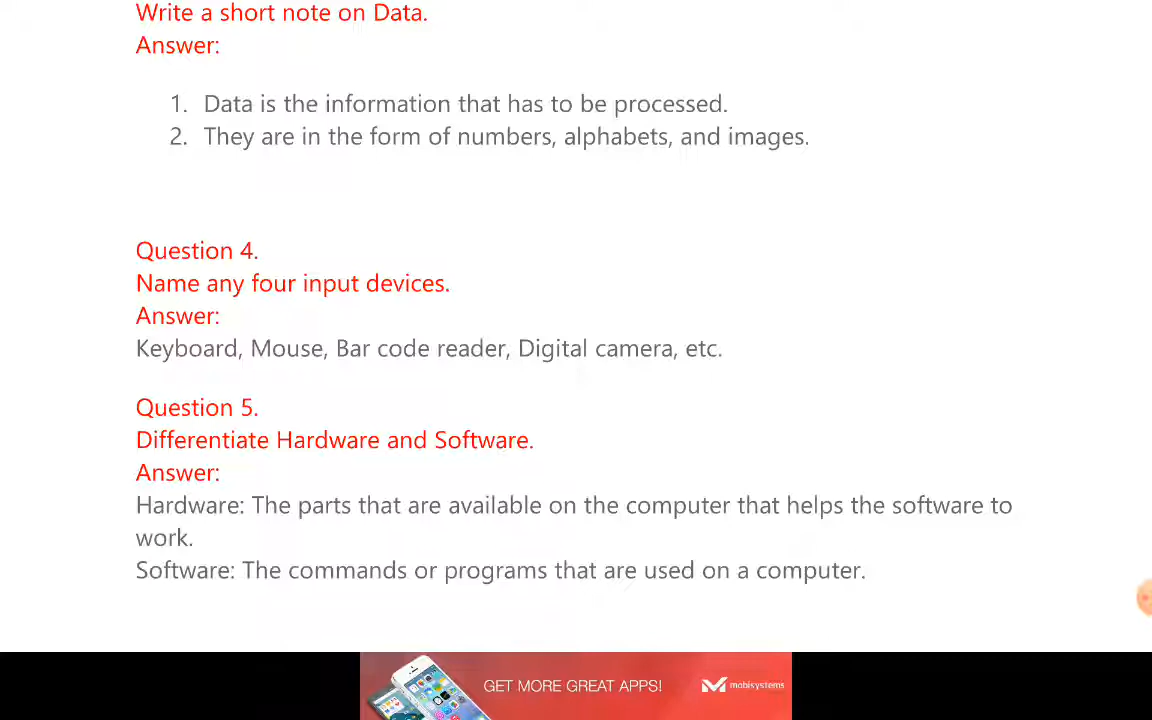 Write a short note on Data.
Answer:
1. Data is the information that has to be processed.
2. They are in the form of numbers, alphabets, and images.
Question 4.
Name any four input devices.
Answer:
Keyboard, Mouse, Bar code reader, Digital camera, etc.
Question 5.
Differentiate Hardware and Software.
Answer:
Hardware: The parts that are available on the computer that helps the software to
work.
Software: The commands or programs that are used on a computer.
GET MORE GREAT APPS!
mobisystems